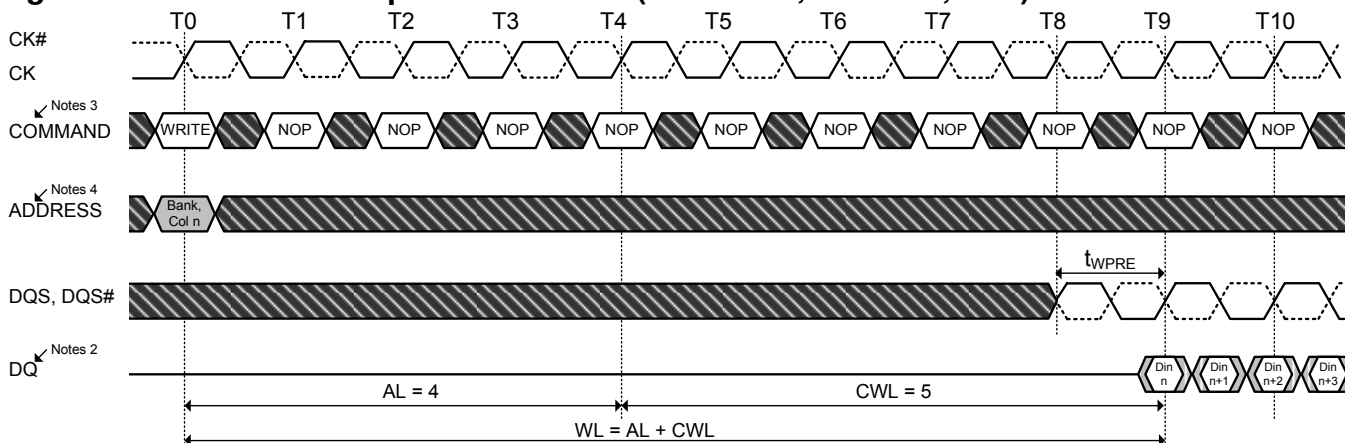 T0 T1 T2 T3 T4 T5 T6 T7 T8 T9 T10
CK#
CK
Notes 3
COMMAND WRITE NOP NOP NOP NOP NOP NOP NOP NOP NOP NOP
Notes 4
ADDRESS Bank,
Col n
tWPRE
DQS, DQS#
Notes 2
DQ Din Din Din Din
n n+1 n+2 n+3
AL = 4 CWL = 5
WL = AL + CWL